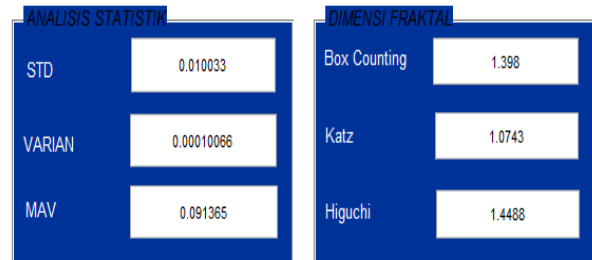 ANALISIS STATISTIK
STD 0.010033
VARIAN 0.00010066
MAV 0.091365
DIMENSI FRAKTAL
Box Counting 1.398
Katz 1.0743
Higuchi 1.4488